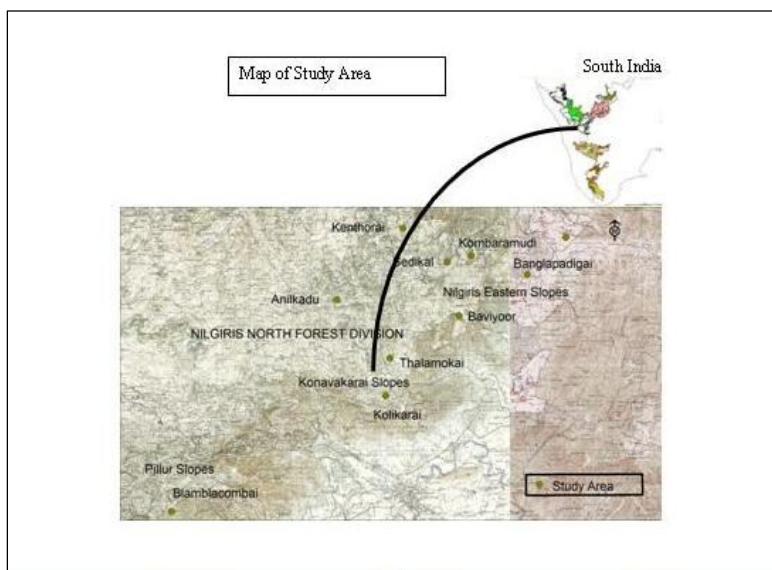 Map of Study Area
South India
Kenthorai
Kombaramudi
Sedikal
Banglapadigai
Nilgiris Eastern Slopes
Anilkadu
Baviyoor
NILGIRIS NORTH FOREST DIVISION
Thalamokai
Konavakarai Slopes
Kolikarai
Pillur Slopes
Blamblacombai
Study Area